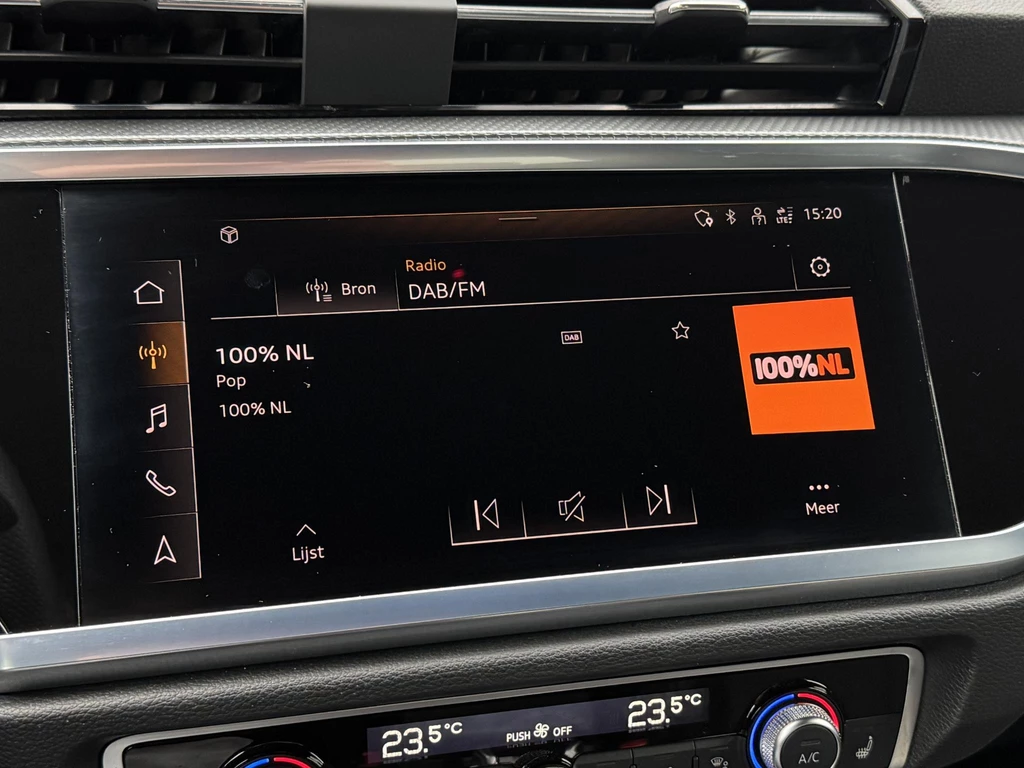 LTE
15:20
Radio
Bron
DAB/FM
DAB
100% NL
Pop
100% NL
100%NL
Meer
Lijst
23.5°C
PUSH OFF
23.5°C
A/C